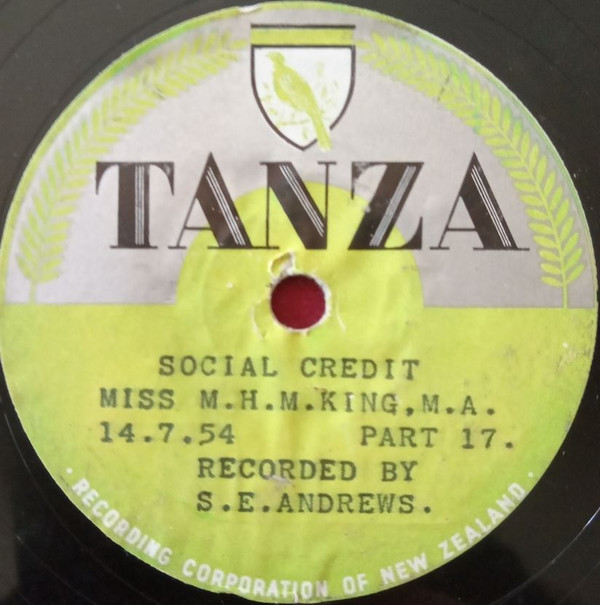 TANZA
SOCIAL CREDIT
MISS M.H.M.KING,M.A.
14.7.54 PART 17.
RECORDED BY
S.E.ANDREWS.
· RECORDING CORPORATION OF NEW ZEALAND ·